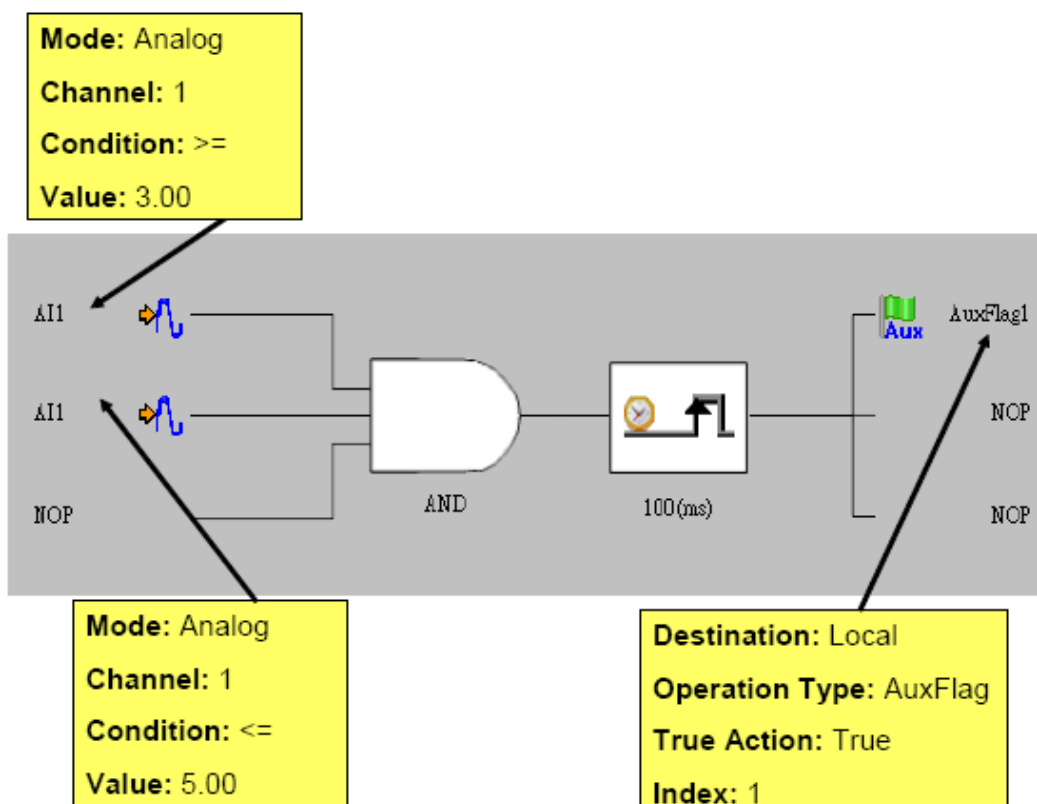 Mode: Analog
Channel: 1
Condition: >=
Value: 3.00
AI1
Aux
AuxFlag1
AI1
NOP
NOP
AND
100(ms)
NOP
Mode: Analog
Channel: 1
Condition: <=
Value: 5.00
Destination: Local
Operation Type: AuxFlag
True Action: True
Index: 1